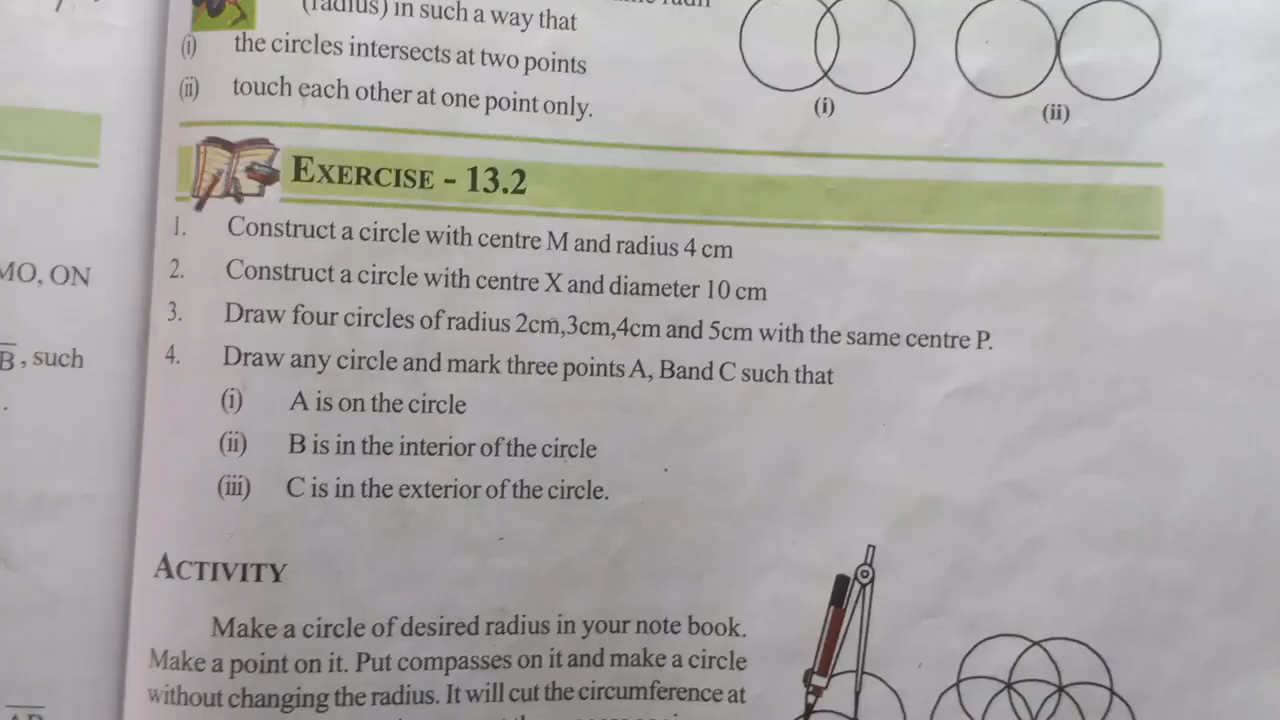 (radius) in such a way that
(i) the circles intersects at two points
(ii) touch each other at one point only.
(i)
(ii)
EXERCISE - 13.2
1. Construct a circle with centre M and radius 4 cm
2. Construct a circle with centre X and diameter 10 cm
3. Draw four circles of radius 2cm,3cm,4cm and 5cm with the same centre P.
4. Draw any circle and mark three points A, Band C such that
(i) A is on the circle
(ii) B is in the interior of the circle
(iii) C is in the exterior of the circle.
MO, ON
B, such
ACTIVITY
Make a circle of desired radius in your note book.
Make a point on it. Put compasses on it and make a circle
without changing the radius. It will cut the circumference at